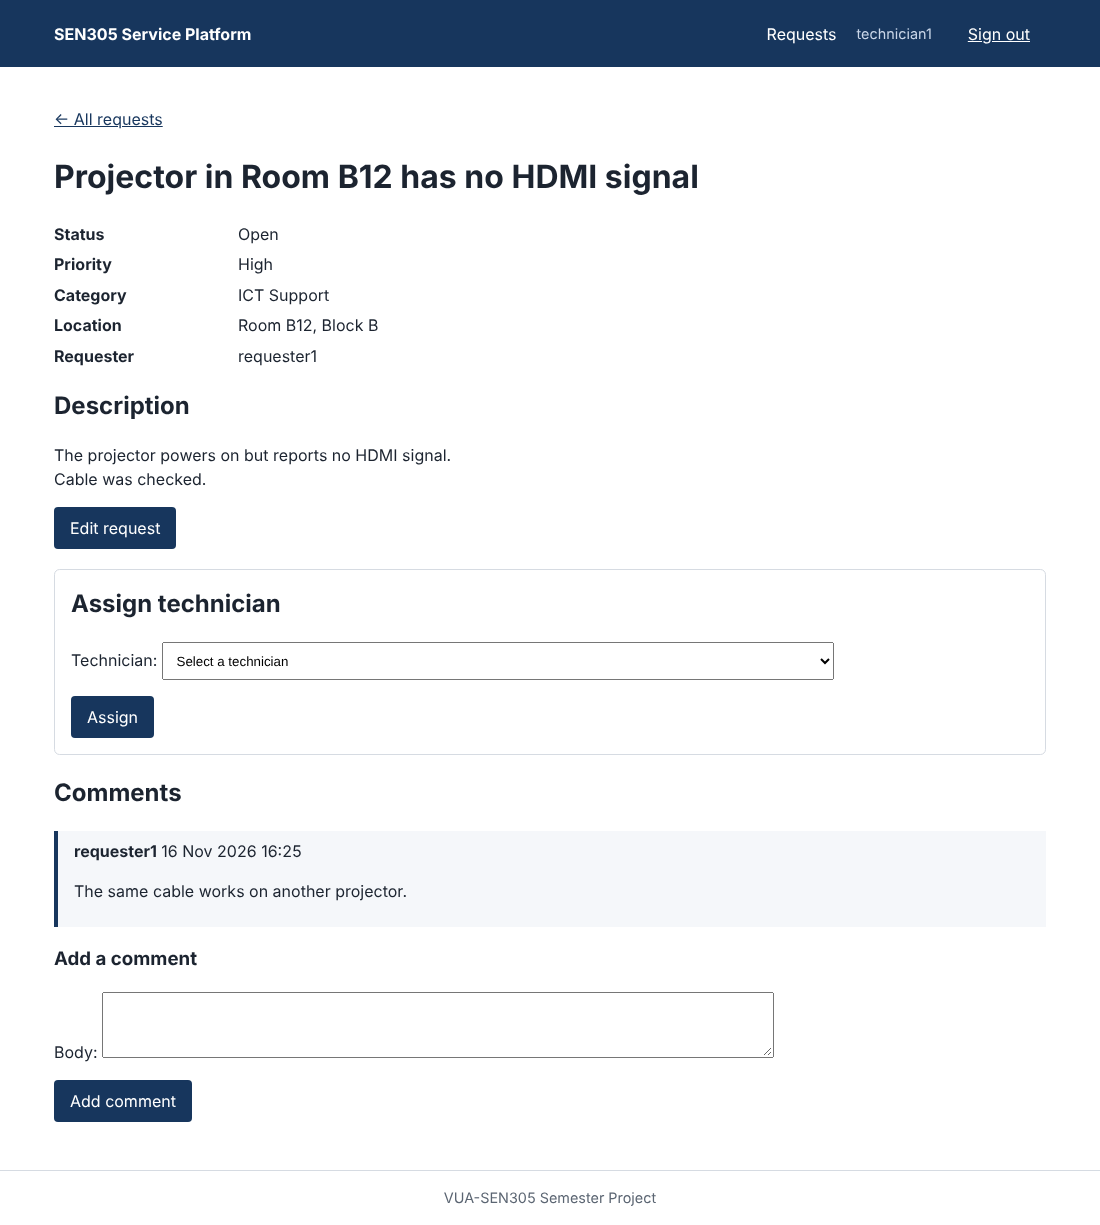 SEN305 Service Platform
Requests technician1 Sign out
← All requests
Projector in Room B12 has no HDMI signal
Status Open
Priority High
Category ICT Support
Location Room B12, Block B
Requester requester1
Description
The projector powers on but reports no HDMI signal.
Cable was checked.
Edit request
Assign technician
Technician: Select a technician
Assign
Comments
requester1 16 Nov 2026 16:25
The same cable works on another projector.
Add a comment
Body:
Add comment
VUA-SEN305 Semester Project